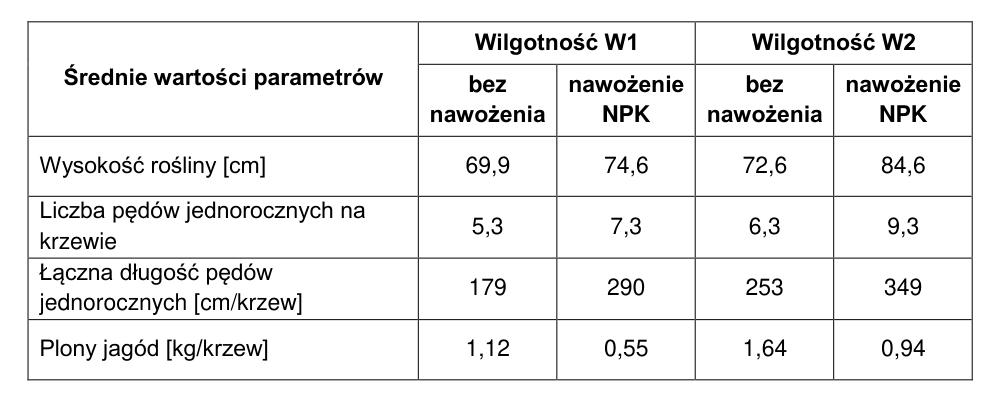 Średnie wartości parametrów
Wilgotność W1
Wilgotność W2
bez
nawożenia
nawożenie
NPK
bez
nawożenia
nawożenie
NPK
Wysokość rośliny [cm]
69,9
74,6
72,6
84,6
Liczba pędów jednorocznych na
krzewie
5,3
7,3
6,3
9,3
Łączna długość pędów
jednorocznych [cm/krzew]
179
290
253
349
Plony jagód [kg/krzew]
1,12
0,55
1,64
0,94